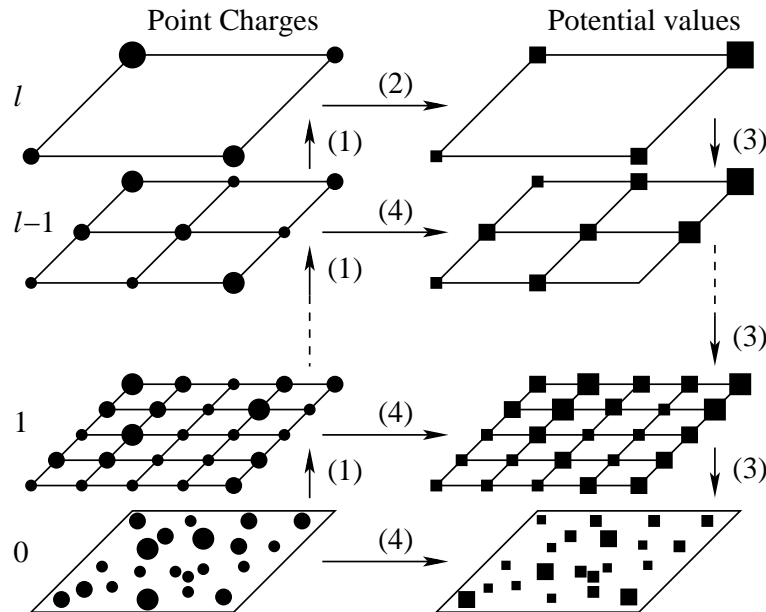 Point Charges Potential values
l (2)
(1) (3)
l−1 (4)
(1)
(3)
1 (4)
(1) (3)
0 (4)